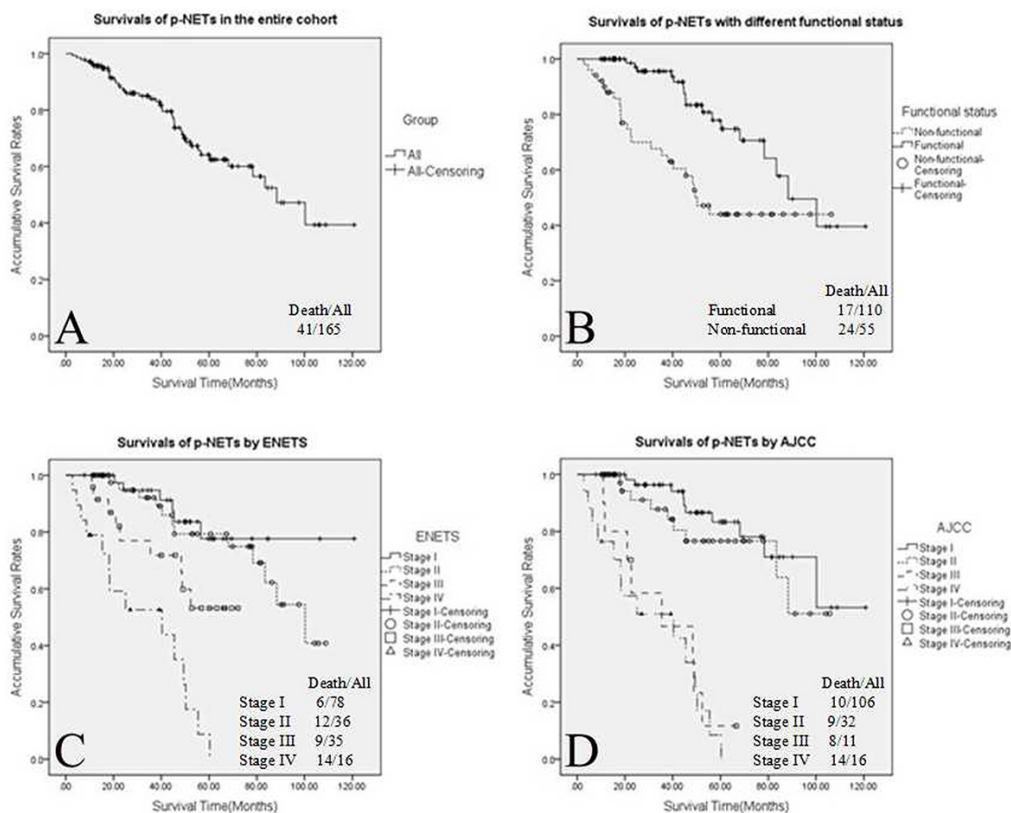 Survivals of p-NETs in the entire cohort
Accumulative Survival Rates
1.0
0.8
0.6
0.4
0.2
0.0
.00 20.00 40.00 60.00 80.00 100.00 120.00
Survival Time(Months)
Group
All
All-Censoring
Death/All
41/165
A
Survivals of p-NETs with different functional status
Accumulative Survival Rates
1.0
0.8
0.6
0.4
0.2
0.0
.00 20.00 40.00 60.00 80.00 100.00 120.00
Survival Time(Months)
Functional status
Non-functional
Functional
Non-functional-
Censoring
Functional-
Censoring
Death/All
Functional 17/110
Non-functional 24/55
B
Survivals of p-NETs by ENETS
Accumulative Survival Rates
1.0
0.8
0.6
0.4
0.2
0.0
.00 20.00 40.00 60.00 80.00 100.00 120.00
Survival Time(Months)
ENETS
Stage I
Stage II
Stage III
Stage IV
Stage I-Censoring
Stage II-Censoring
Stage III-Censoring
Stage IV-Censoring
Death/All
Stage I 6/78
Stage II 12/36
Stage III 9/35
Stage IV 14/16
C
Survivals of p-NETs by AJCC
Accumulative Survival Rates
1.0
0.8
0.6
0.4
0.2
0.0
.00 20.00 40.00 60.00 80.00 100.00 120.00
Survival Time(Months)
AJCC
Stage I
Stage II
Stage III
Stage IV
Stage I-Censoring
Stage II-Censoring
Stage III-Censoring
Stage IV-Censoring
Death/All
Stage I 10/106
Stage II 9/32
Stage III 8/11
Stage IV 14/16
D